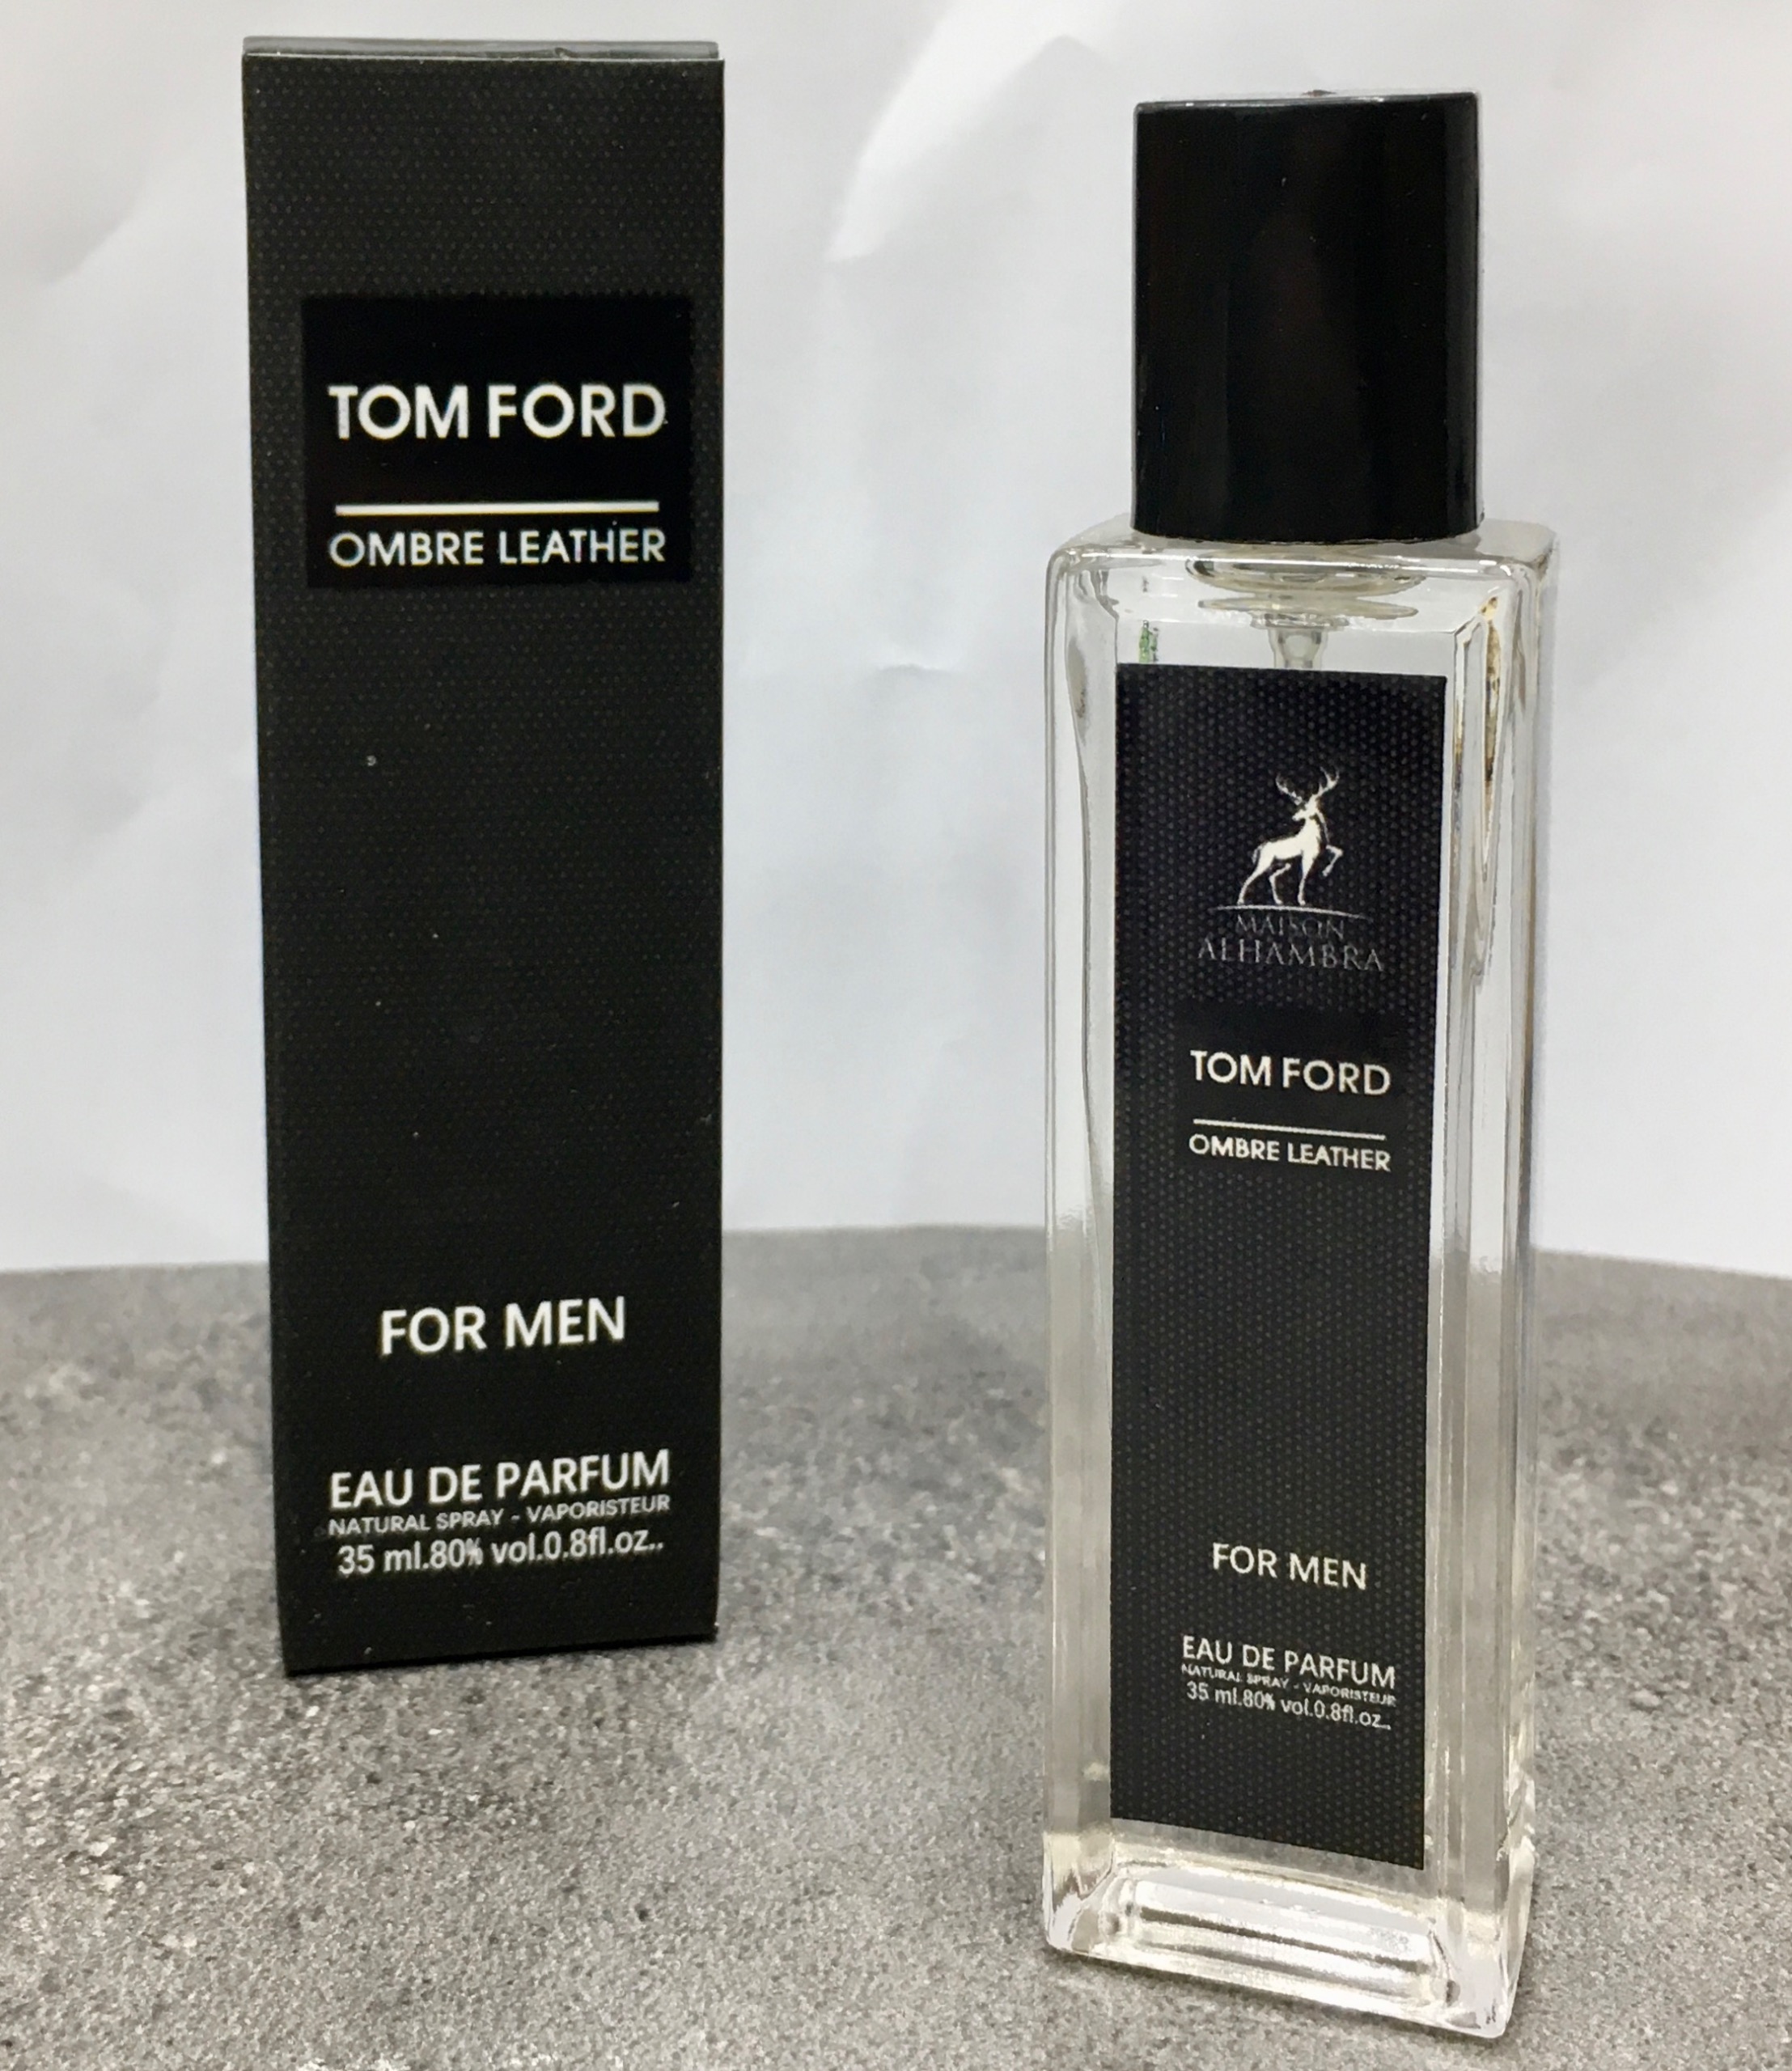 TOM FORD
OMBRE LEATHER
FOR MEN
EAU DE PARFUM
NATURAL SPRAY - VAPORISTEUR
35 ml.80% vol.0.8fl.oz..
MAISON
ALHAMBRA
TOM FORD
OMBRE LEATHER
FOR MEN
EAU DE PARFUM
NATURAL SPRAY - VAPORISTEUR
35 ml.80% vol.0.8fl.oz..